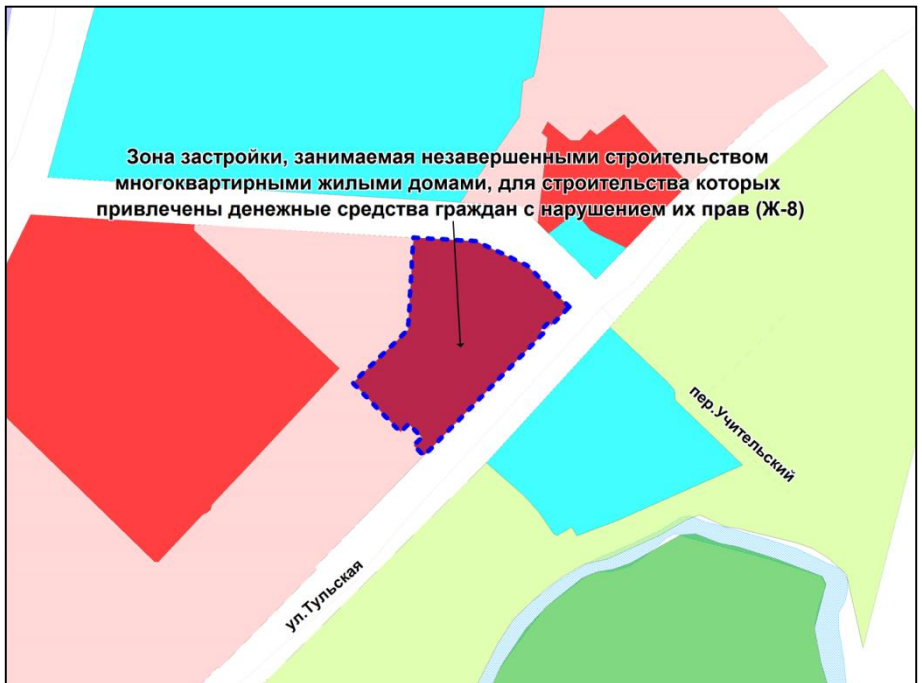 Зона застройки, занимаемая незавершенными строительством
многоквартирными жилыми домами, для строительства которых
привлечены денежные средства граждан с нарушением их прав (Ж-8)
пер.Учительский
ул.Тульская